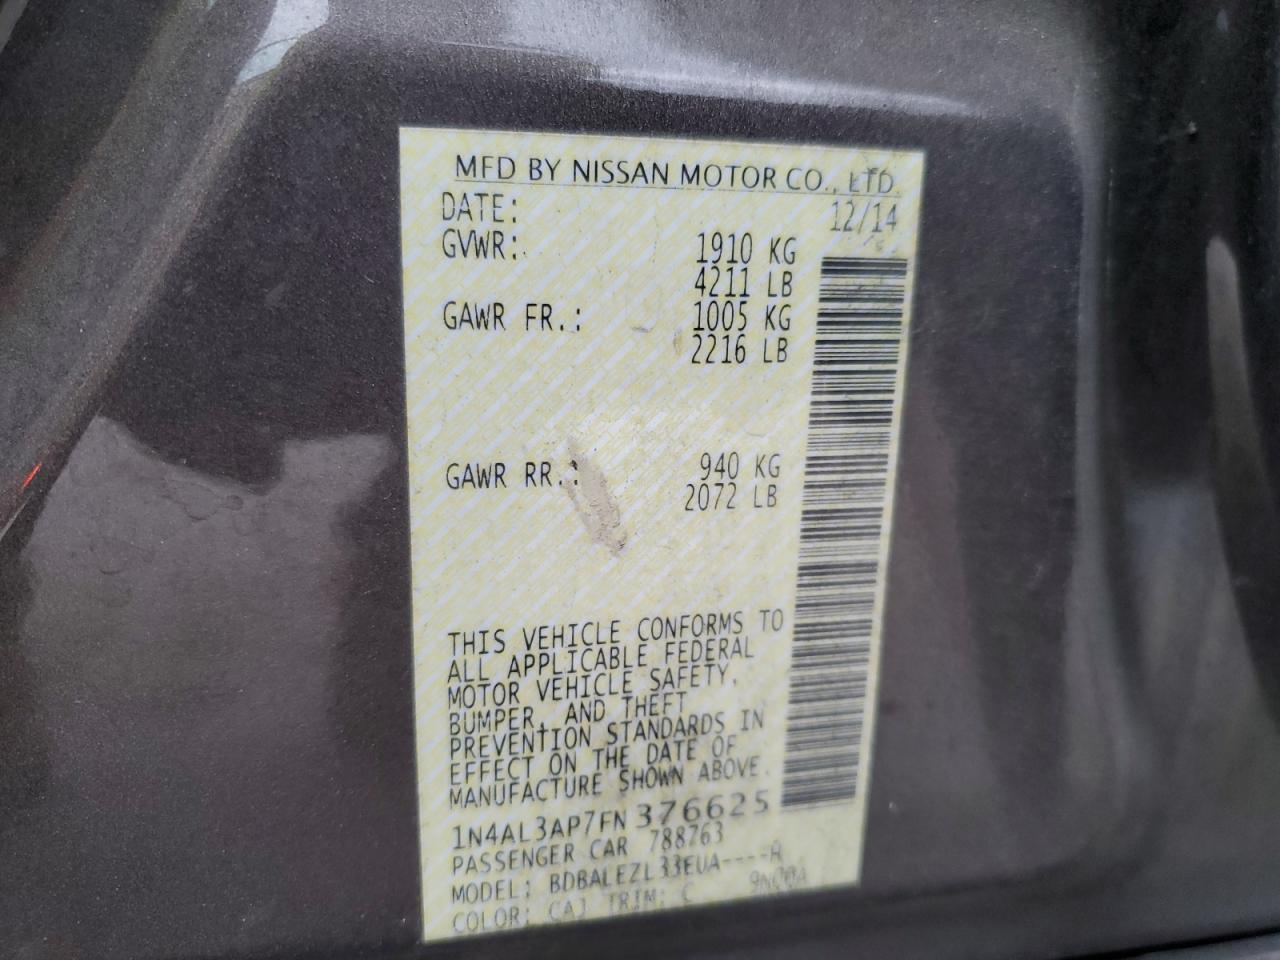 MFD BY NISSAN MOTOR CO., LTD.
DATE: 12/14
GVWR: 1910 KG
4211 LB
GAWR FR.: 1005 KG
2216 LB
GAWR RR.: 940 KG
2072 LB
THIS VEHICLE CONFORMS TO
ALL APPLICABLE FEDERAL
MOTOR VEHICLE SAFETY,
BUMPER, AND THEFT
PREVENTION STANDARDS IN
EFFECT ON THE DATE OF
MANUFACTURE SHOWN ABOVE.
1N4AL3AP7FN376625
PASSENGER CAR 788763
MODEL: BDBALEZL33EUA----A
COLOR: CAJ TRIM: C 9N00A